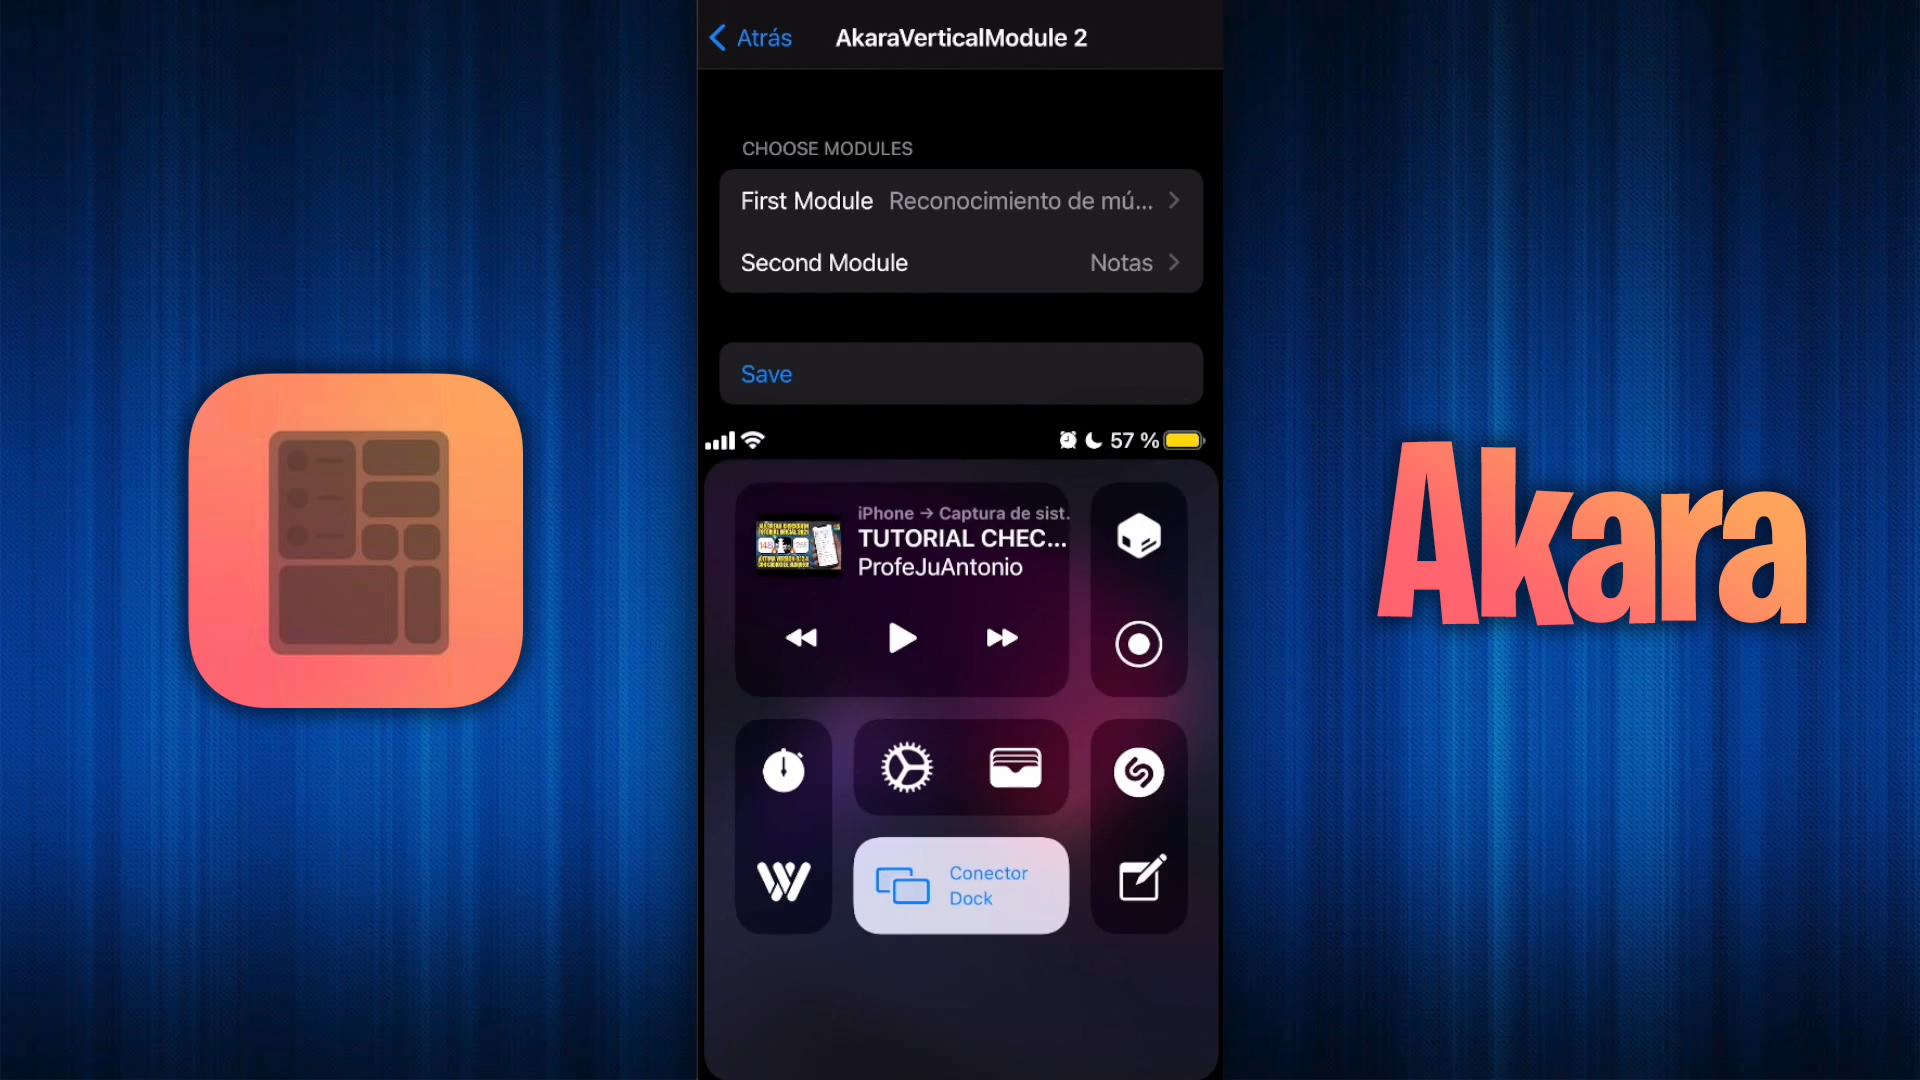 Atrás
AkaraVerticalModule 2
CHOOSE MODULES
First Module Reconocimiento de mú...
Second Module Notas
Save
57 %
iPhone → Captura de sist.
TUTORIAL CHEC...
ProfeJuAntonio
Conector
Dock
Akara